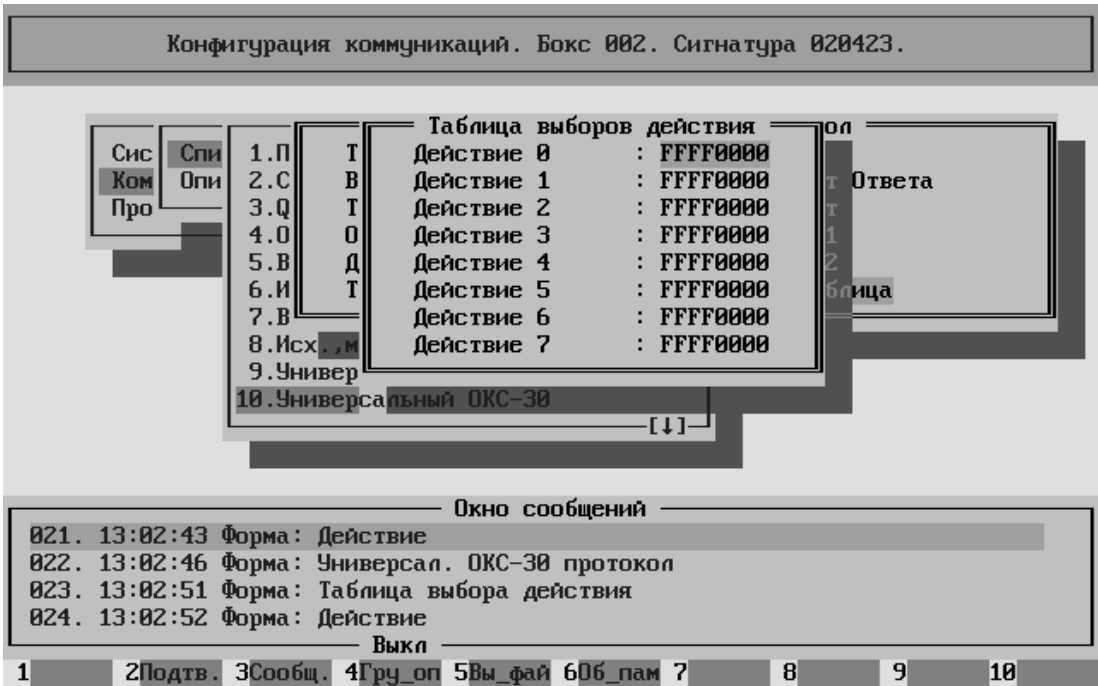 Конфигурация коммуникаций. Бокс 002. Сигнатура 020423.
Таблица выборов действия ол
Сис Спи 1.П Т Действие 0 : FFFF0000
Ком Опи 2.С В Действие 1 : FFFF0000 т Ответа
Про 3.Q Т Действие 2 : FFFF0000 т
4.О О Действие 3 : FFFF0000 1
5.В Д Действие 4 : FFFF0000 2
6.И Т Действие 5 : FFFF0000 блица
7.В Действие 6 : FFFF0000
8.Исх.,м Действие 7 : FFFF0000
9.Универ
10.Универсальный ОКС-30
[↓]
Окно сообщений
021. 13:02:43 Форма: Действие
022. 13:02:46 Форма: Универсал. ОКС-30 протокол
023. 13:02:51 Форма: Таблица выбора действия
024. 13:02:52 Форма: Действие
Выкл
1 2Подтв. 3Сообщ. 4Гру_оп 5Вы_фай 6Об_пам 7 8 9 10